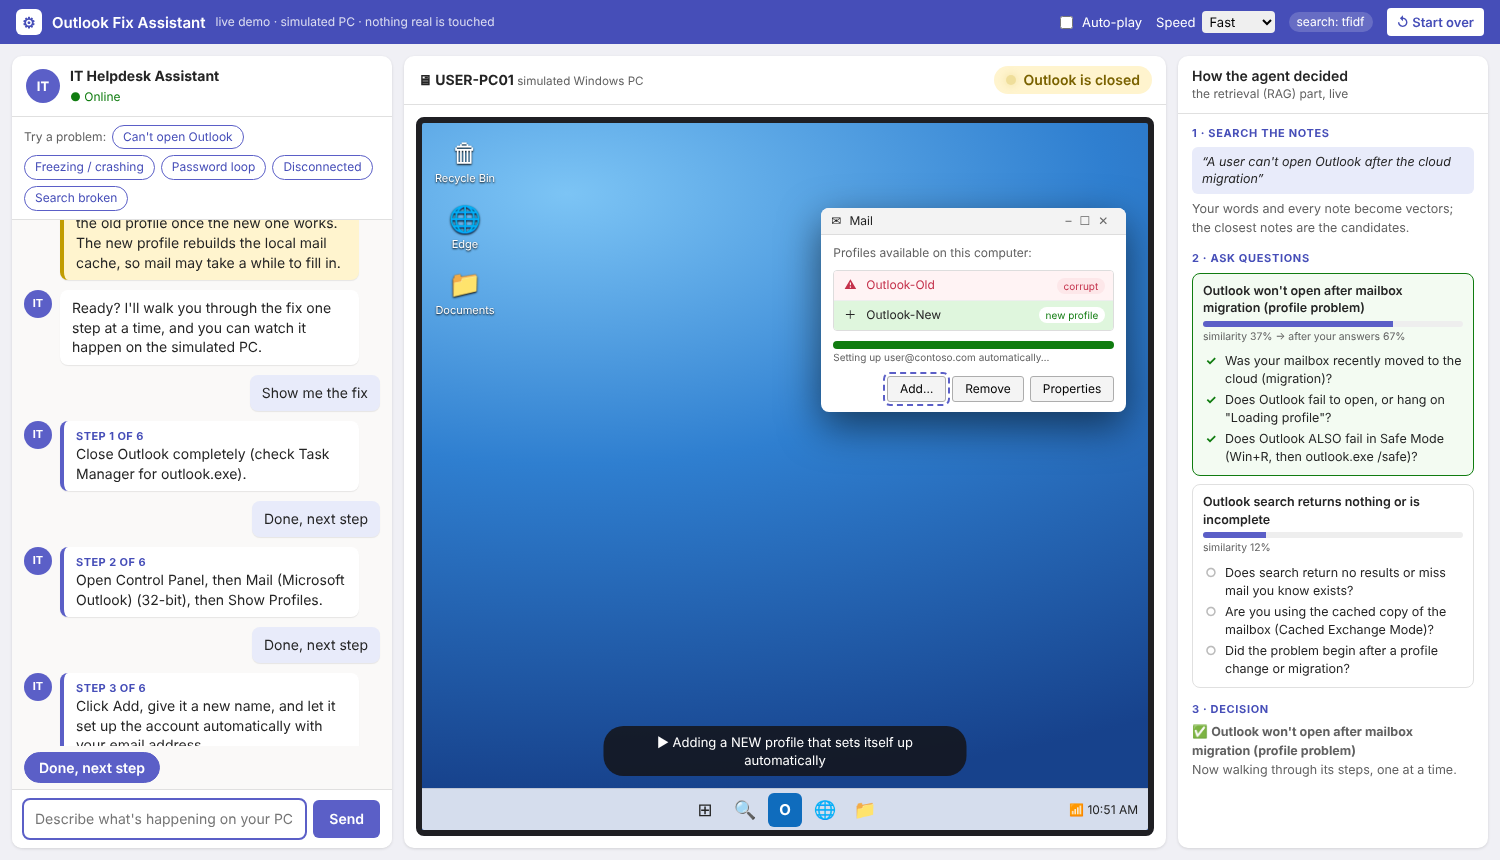 ⚙ Outlook Fix Assistant live demo · simulated PC · nothing real is touched
Auto-play Speed Fast search: tfidf ↺ Start over
IT IT Helpdesk Assistant
Online
Try a problem: Can't open Outlook
Freezing / crashing Password loop Disconnected
Search broken
the old profile once the new one works.
The new profile rebuilds the local mail
cache, so mail may take a while to fill in.
IT
Ready? I'll walk you through the fix one
step at a time, and you can watch it
happen on the simulated PC.
Show me the fix
IT
STEP 1 OF 6
Close Outlook completely (check Task
Manager for outlook.exe).
Done, next step
IT
STEP 2 OF 6
Open Control Panel, then Mail (Microsoft
Outlook) (32-bit), then Show Profiles.
Done, next step
IT
STEP 3 OF 6
Click Add, give it a new name, and let it
set up the account automatically with
your email address.
Done, next step
Describe what's happening on your PC Send
USER-PC01 simulated Windows PC
Outlook is closed
Recycle Bin
Edge
Documents
Mail
Profiles available on this computer:
Outlook-Old corrupt
Outlook-New new profile
Setting up user@contoso.com automatically...
Add... Remove Properties
▶ Adding a NEW profile that sets itself up
automatically
O
10:51 AM
How the agent decided
the retrieval (RAG) part, live
1 · SEARCH THE NOTES
“A user can't open Outlook after the cloud
migration”
Your words and every note become vectors;
the closest notes are the candidates.
2 · ASK QUESTIONS
Outlook won't open after mailbox
migration (profile problem)
similarity 37% → after your answers 67%
✓ Was your mailbox recently moved to the
cloud (migration)?
✓ Does Outlook fail to open, or hang on
"Loading profile"?
✓ Does Outlook ALSO fail in Safe Mode
(Win+R, then outlook.exe /safe)?
Outlook search returns nothing or is
incomplete
similarity 12%
Does search return no results or miss
mail you know exists?
Are you using the cached copy of the
mailbox (Cached Exchange Mode)?
Did the problem begin after a profile
change or migration?
3 · DECISION
✅ Outlook won't open after mailbox
migration (profile problem)
Now walking through its steps, one at a time.